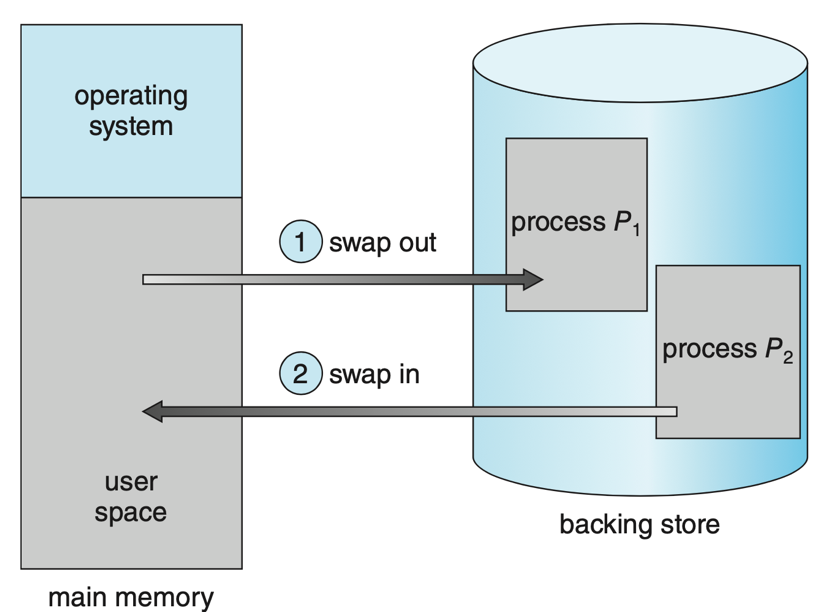 operating
system
1 swap out
process P1
2 swap in
process P2
user
space
backing store
main memory